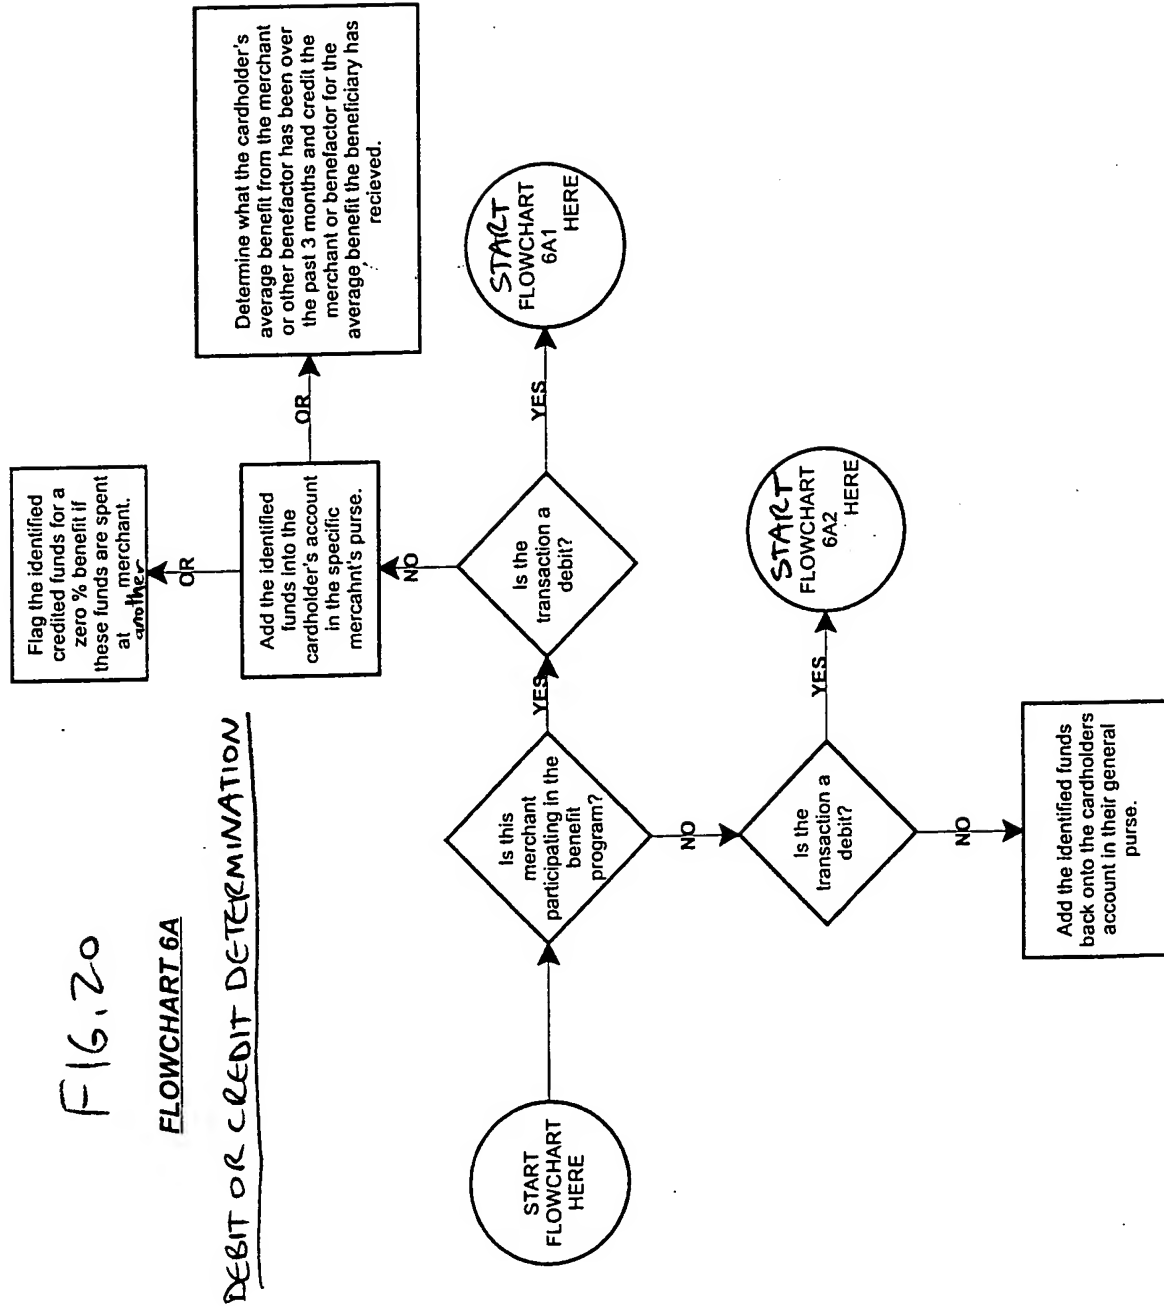 FIG. 20
FLOWCHART 6A
DEBIT OR CREDIT DETERMINATION
START
FLOWCHART
HERE
Is this
merchant
participating in the
benefit
program?
YES
NO
Is the
transaction a
debit?
YES
NO
START
FLOWCHART
6A1
HERE
Add the identified
funds into the
cardholder's account
in the specific
mercahnt's purse.
OR
OR
Flag the identified
credited funds for a
zero % benefit if
these funds are spent
at another merchant.
Determine what the cardholder's
average benefit from the merchant
or other benefactor has been over
the past 3 months and credit the
merchant or benefactor for the
average benefit the beneficiary has
recieved.
Is the
transaction a
debit?
YES
NO
START
FLOWCHART
6A2
HERE
Add the identified funds
back onto the cardholders
account in their general
purse.